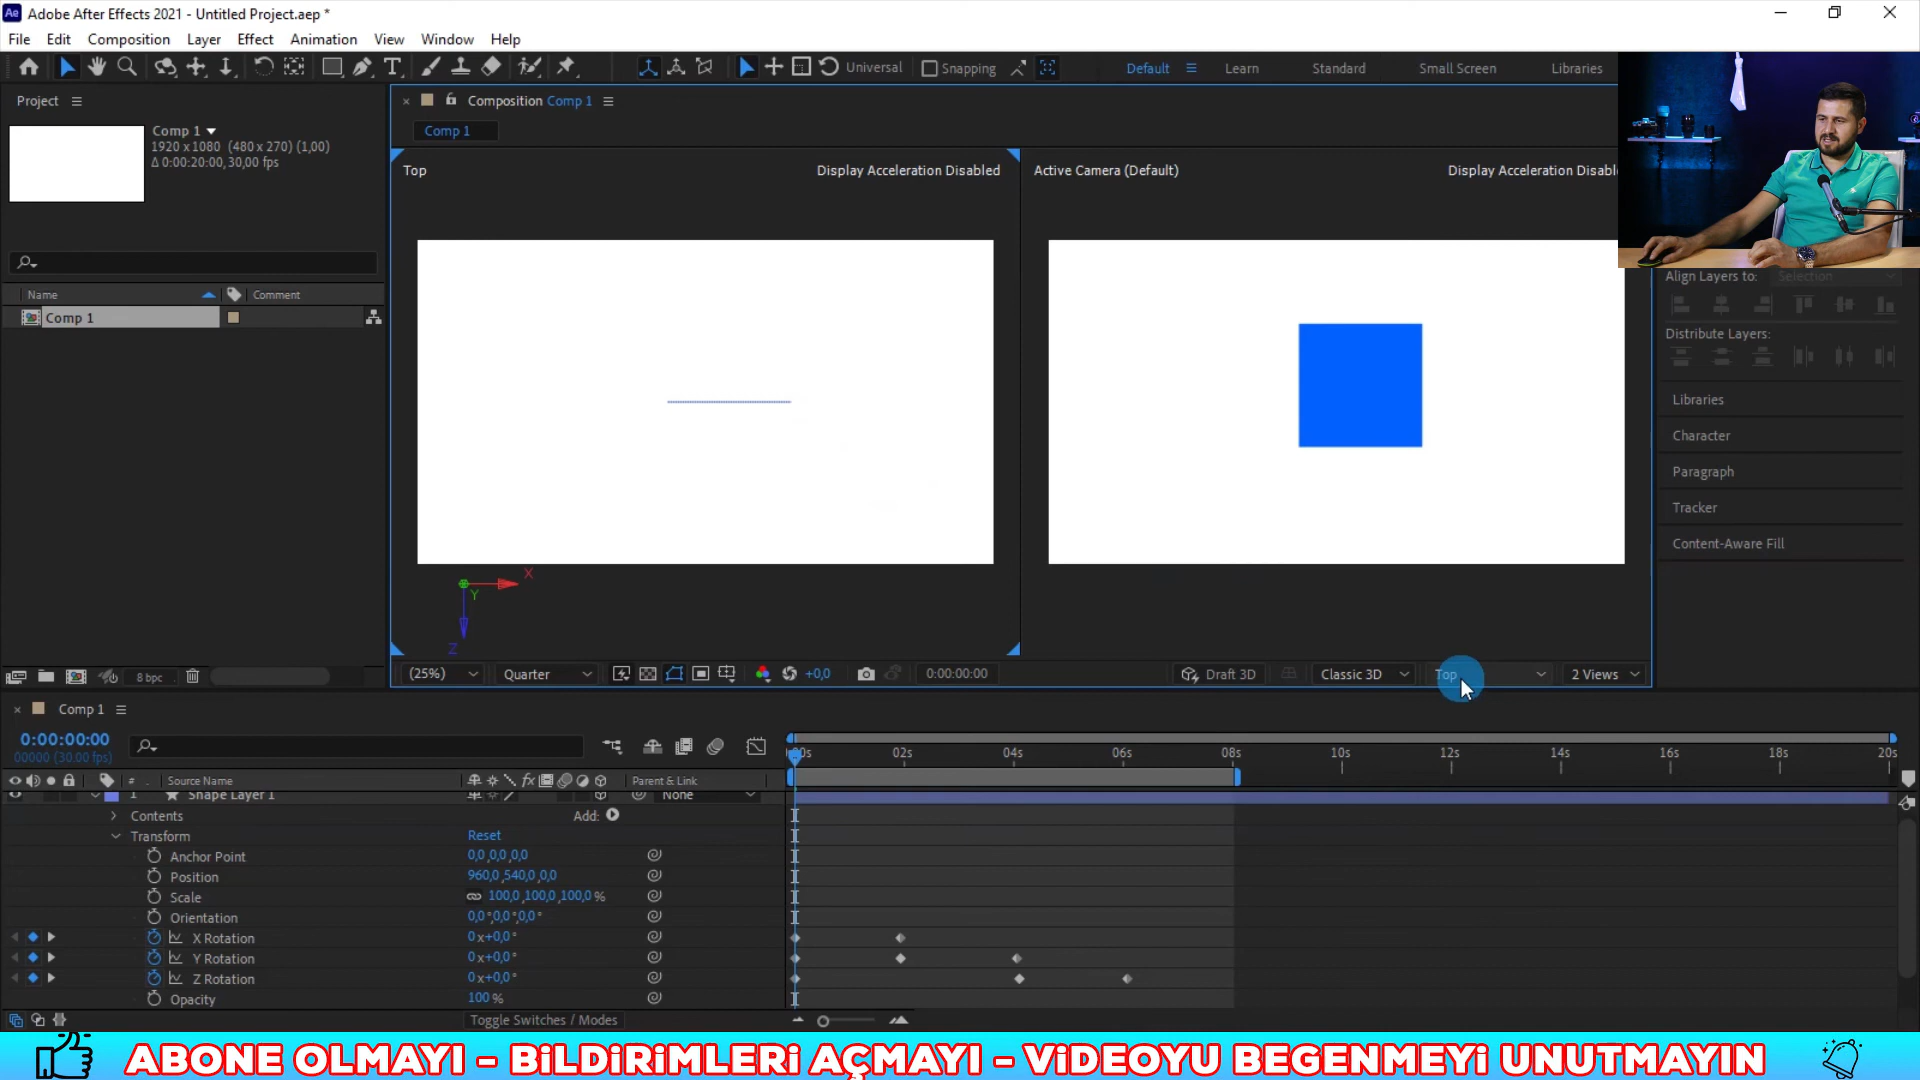 Adobe After Effects 2021 - Untitled Project.aep *
File Edit Composition Layer Effect Animation View Window Help
Universal Snapping Default Learn Standard Small Screen Libraries
Project
Composition Comp 1
Comp 1
Comp 1
1920 x 1080 (480 x 270) (1,00)
Δ 0:00:20:00, 30,00 fps
Top
Display Acceleration Disabled
Active Camera (Default)
Display Acceleration Disabl
Name Comment
Comp 1
Align Layers to: Selection
Distribute Layers:
Libraries
Character
Paragraph
Tracker
Content-Aware Fill
X
Y
Z
8 bpc
(25%) Quarter +0,0 0:00:00:00 Draft 3D Classic 3D Top 2 Views
Comp 1
0:00:00:00
00000 (30.00 fps)
:00s 02s 04s 06s 08s 10s 12s 14s 16s 18s 20s
# Source Name fx Parent & Link
1 Shape Layer 1 None
Contents Add:
Transform Reset
Anchor Point 0,0,0,0,0,0
Position 960,0,540,0,0,0
Scale 100,0,100,0,100,0 %
Orientation 0,0°,0,0°,0,0°
X Rotation 0x+0,0°
Y Rotation 0x+0,0°
Z Rotation 0x+0,0°
Opacity 100 %
Toggle Switches / Modes
ABONE OLMAYI - BİLDİRİMLERİ AÇMAYI - VİDEOYU BEGENMEYİ UNUTMAYIN